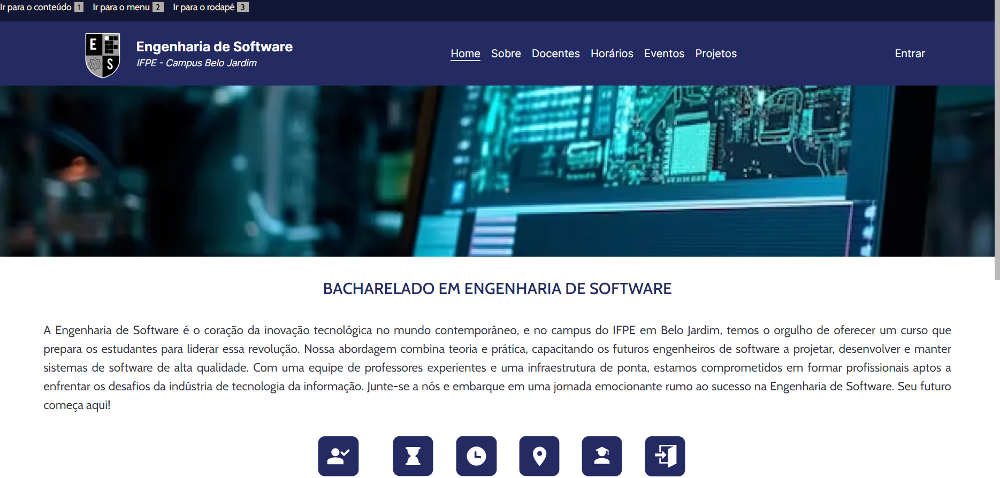 Ir para o conteúdo 1 Ir para o menu 2 Ir para o rodapé 3
E
S
Engenharia de Software
IFPE - Campus Belo Jardim
Home Sobre Docentes Horários Eventos Projetos Entrar
BACHARELADO EM ENGENHARIA DE SOFTWARE
A Engenharia de Software é o coração da inovação tecnológica no mundo contemporâneo, e no campus do IFPE em Belo Jardim, temos o orgulho de oferecer um curso que
prepara os estudantes para liderar essa revolução. Nossa abordagem combina teoria e prática, capacitando os futuros engenheiros de software a projetar, desenvolver e manter
sistemas de software de alta qualidade. Com uma equipe de professores experientes e uma infraestrutura de ponta, estamos comprometidos em formar profissionais aptos a
enfrentar os desafios da indústria de tecnologia da informação. Junte-se a nós e embarque em uma jornada emocionante rumo ao sucesso na Engenharia de Software. Seu futuro
começa aqui!